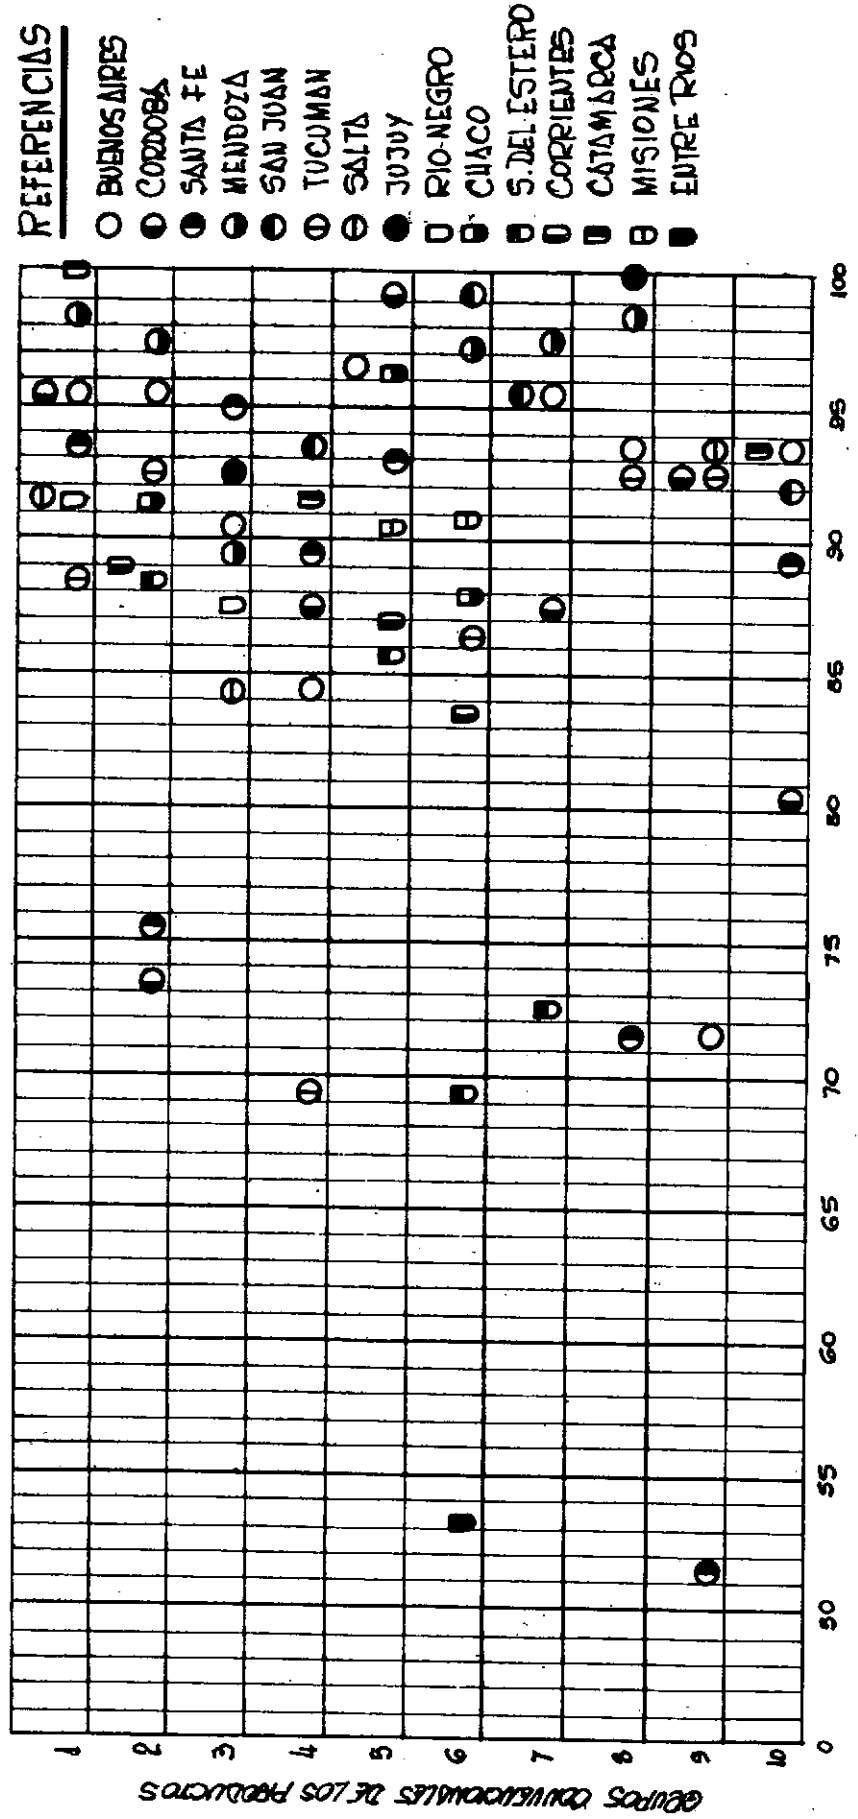 REFERENCIAS
BUENOS AIRES
CORDOBA
SANTA FE
MENDOZA
SAN JUAN
TUCUMAN
SALTA
JUJUY
RIO-NEGRO
CHACO
S.DEL ESTERO
CORRIENTES
CATAMARCA
MISIONES
ENTRE RIOS
GRUPOS CONVENCIONALES DE LOS PRODUCTOS
1
2
3
4
5
6
7
8
9
10
0
50
55
60
65
70
75
80
85
90
95
100